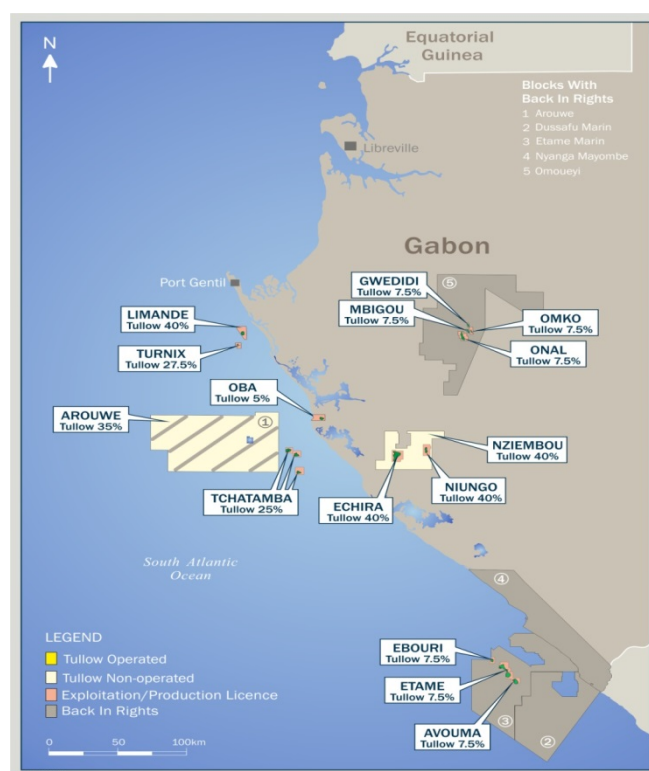 N
Equatorial
Guinea
Blocks With
Back In Rights
1 Arouwe
2 Dussafu Marin
3 Etame Marin
4 Nyanga Mayombe
5 Omoueyi
Libreville
Gabon
Port Gentil
5
GWEDIDI
Tullow 7.5%
MBIGOU
Tullow 7.5%
OMKO
Tullow 7.5%
ONAL
Tullow 7.5%
LIMANDE
Tullow 40%
TURNIX
Tullow 27.5%
OBA
Tullow 5%
AROUWE
Tullow 35%
1
NZIEMBOU
Tullow 40%
TCHATAMBA
Tullow 25%
ECHIRA
Tullow 40%
NIUNGO
Tullow 40%
South Atlantic
Ocean
4
LEGEND
Tullow Operated
Tullow Non-operated
Exploitation/Production Licence
Back In Rights
0 50 100km
EBOURI
Tullow 7.5%
ETAME
Tullow 7.5%
AVOUMA
Tullow 7.5%
3
2